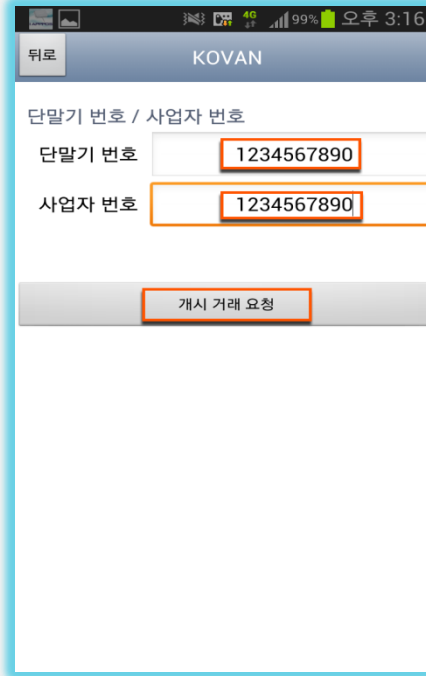 4G 99% 오후 3:16
뒤로 KOVAN
단말기 번호 / 사업자 번호
단말기 번호 1234567890
사업자 번호 1234567890
개시 거래 요청